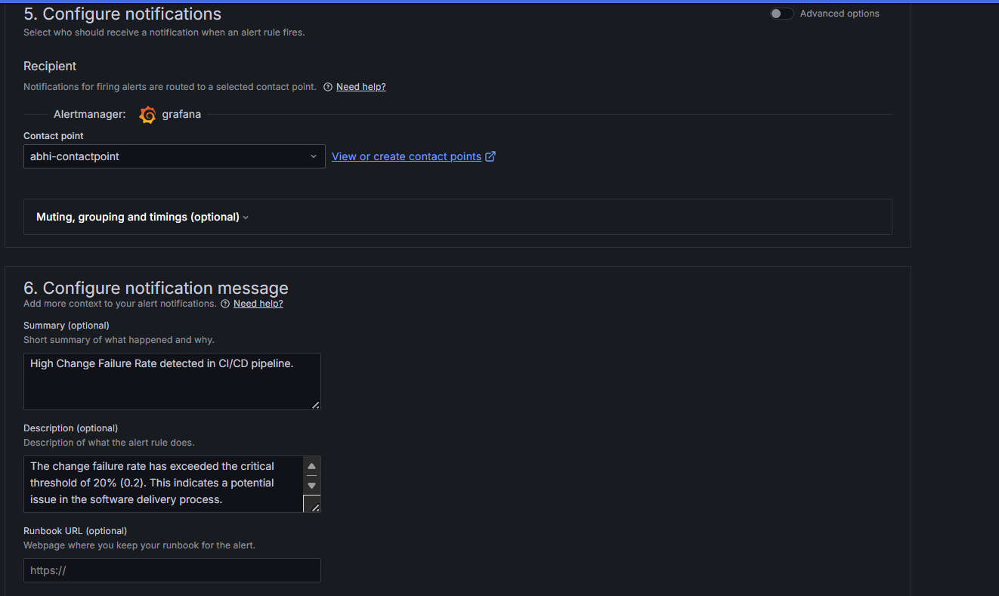 5. Configure notifications
Advanced options
Select who should receive a notification when an alert rule fires.
Recipient
Notifications for firing alerts are routed to a selected contact point. Need help?
Alertmanager: grafana
Contact point
abhi-contactpoint
View or create contact points
Muting, grouping and timings (optional)
6. Configure notification message
Add more context to your alert notifications. Need help?
Summary (optional)
Short summary of what happened and why.
High Change Failure Rate detected in CI/CD pipeline.
Description (optional)
Description of what the alert rule does.
The change failure rate has exceeded the critical
threshold of 20% (0.2). This indicates a potential
issue in the software delivery process.
Runbook URL (optional)
Webpage where you keep your runbook for the alert.
https://